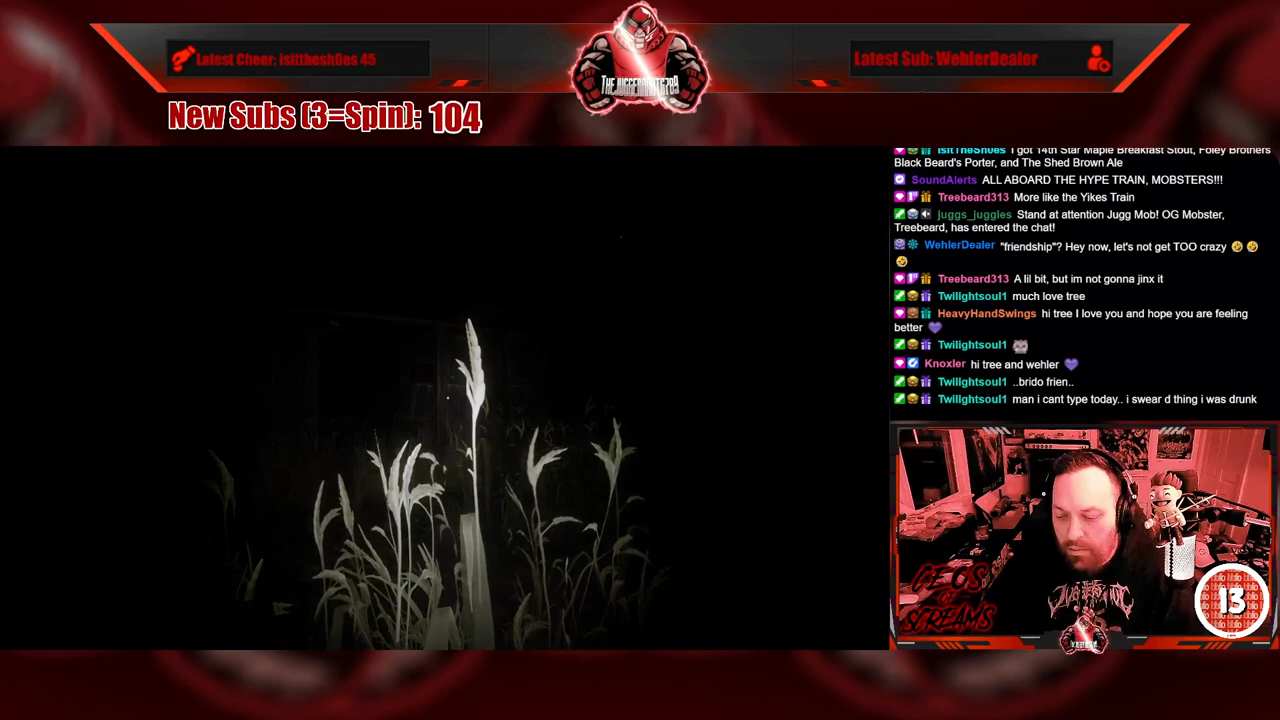 Latest Cheer: IsittheSh0es 45
THEJUGGERNAUT6789
Latest Sub: WehlerDealer
New Subs (3=Spin): 104
IsitTheSh0es I got 14th Star Maple Breakfast Stout, Foley Brothers
Black Beard's Porter, and The Shed Brown Ale
SoundAlerts ALL ABOARD THE HYPE TRAIN, MOBSTERS!!!
Treebeard313 More like the Yikes Train
juggs_juggles Stand at attention Jugg Mob! OG Mobster,
Treebeard, has entered the chat!
WehlerDealer "friendship"? Hey now, let's not get TOO crazy 🤣 🤣
🤣
Treebeard313 A lil bit, but im not gonna jinx it
Twilightsoul1 much love tree
HeavyHandSwings hi tree I love you and hope you are feeling
better 💜
Twilightsoul1
Knoxler hi tree and wehler 💜
Twilightsoul1 ..brido frien..
Twilightsoul1 man i cant type today.. i swear d thing i was drunk
SCREAMS
13